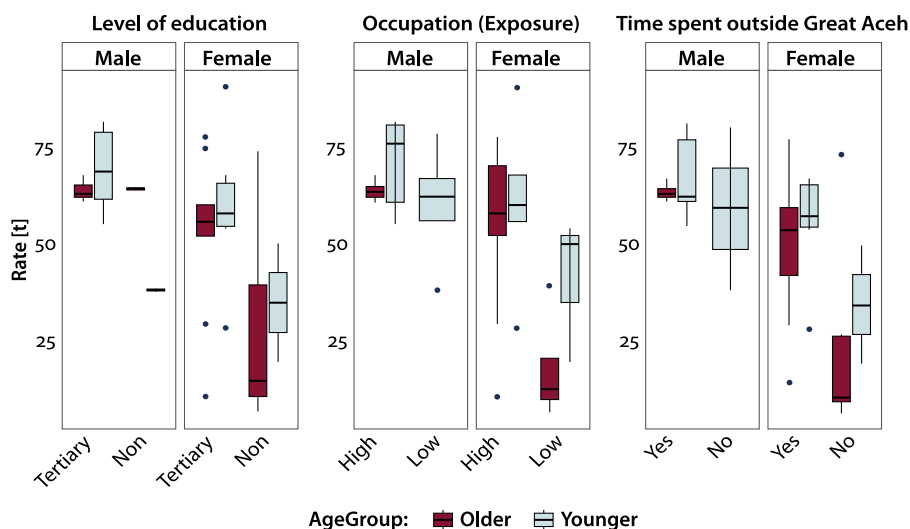 Level of education
Occupation (Exposure)
Time spent outside Great Aceh
Male
Female
Male
Female
Male
Female
Rate [t]
75
50
25
75
50
25
75
50
25
Tertiary
Non
Tertiary
Non
High
Low
High
Low
Yes
No
Yes
No
AgeGroup: Older Younger